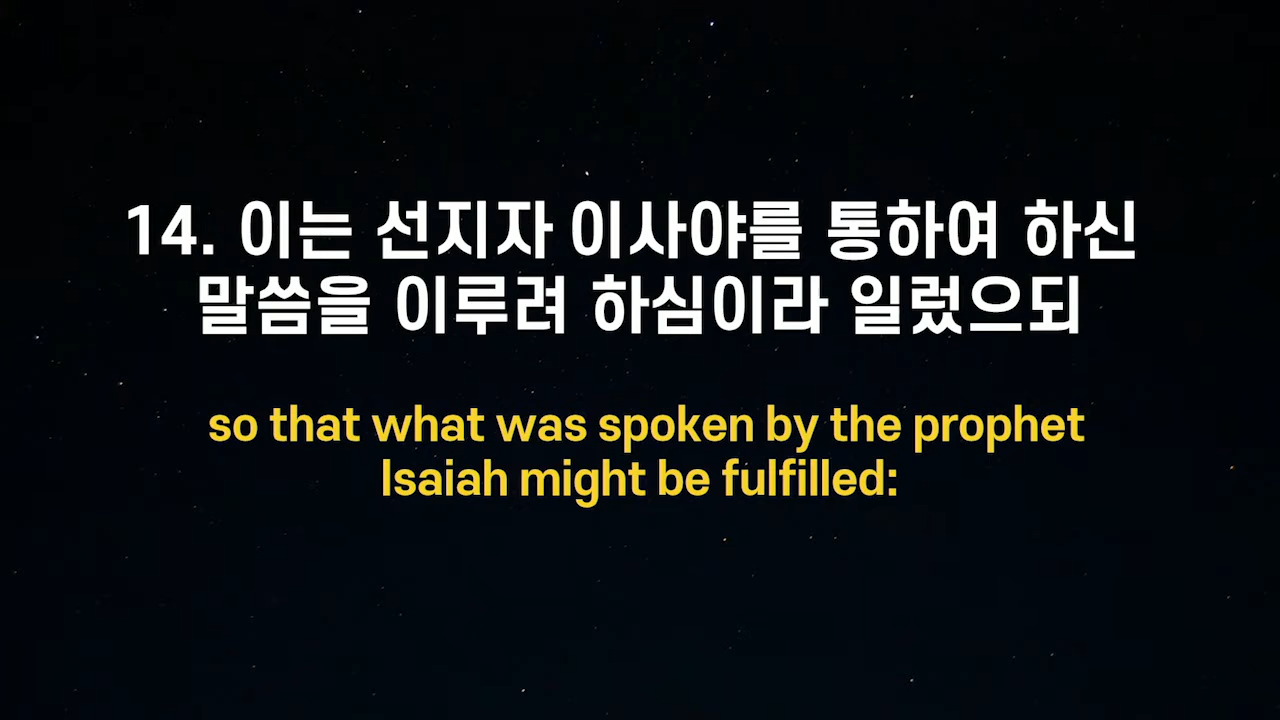 14. 이는 선지자 이사야를 통하여 하신
말씀을 이루려 하심이라 일렀으되
so that what was spoken by the prophet
Isaiah might be fulfilled: